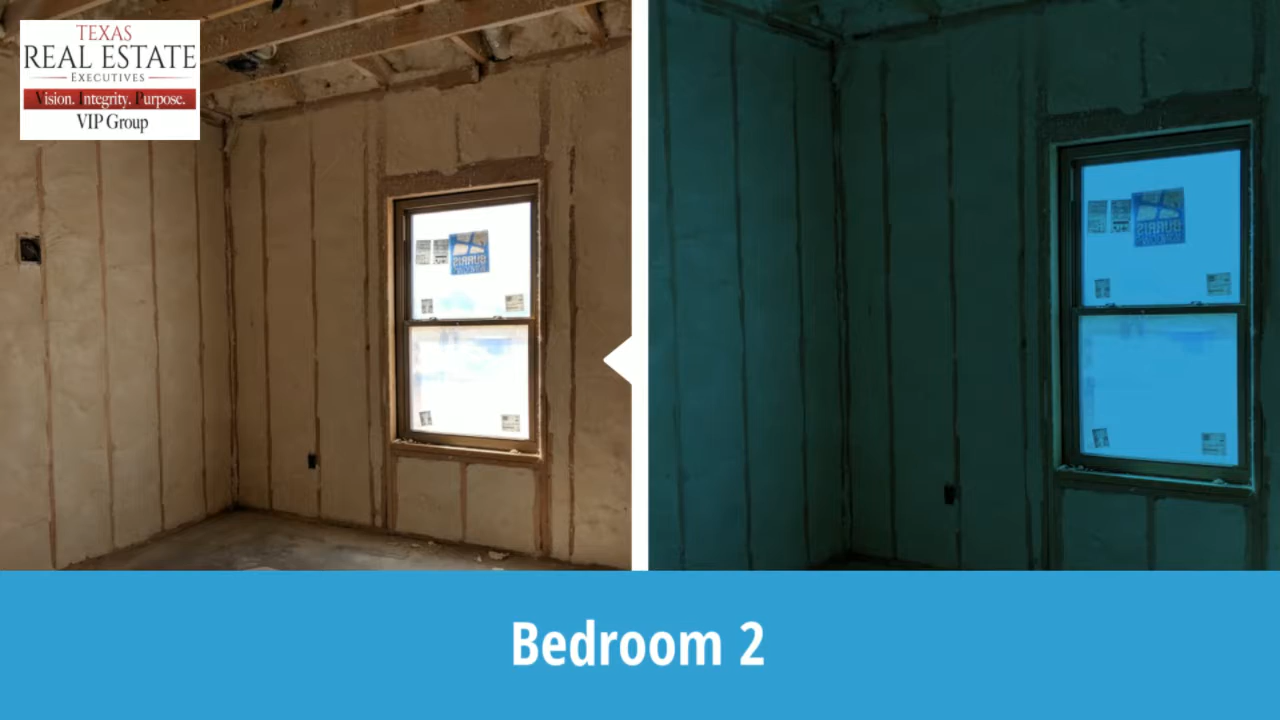 TEXAS
REAL ESTATE
EXECUTIVES
Vision. Integrity. Purpose.
VIP Group
Bedroom 2